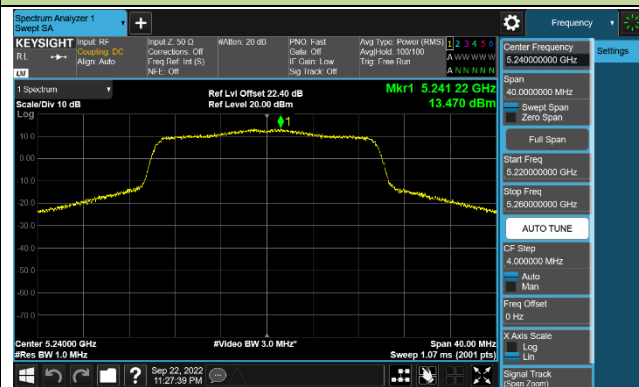 Spectrum Analyzer 1
Swept SA
Frequency
KEYSIGHT
RL
LXI
Input: RF
Coupling: DC
Align: Auto
Input Z: 50 Ω
Corrections: Off
Freq Ref: Int (S)
NFE: Off
#Atten: 20 dB
PNO: Fast
Gate: Off
IF Gain: Low
Sig Track: Off
Avg Type: Power (RMS)
Avg|Hold: 100/100
Trig: Free Run
1 2 3 4 5 6
A W W W W W
A N N N N N
1 Spectrum
Scale/Div 10 dB
Log
Ref Lvl Offset 22.40 dB
Ref Level 20.00 dBm
Mkr1 5.241 22 GHz
13.470 dBm
1
10.0
0.00
-10.0
-20.0
-30.0
-40.0
-50.0
-60.0
-70.0
Center 5.24000 GHz
#Res BW 1.0 MHz
#Video BW 3.0 MHz*
Span 40.00 MHz
Sweep 1.07 ms (2001 pts)
Sep 22, 2022
11:27:39 PM
Center Frequency
5.240000000 GHz
Span
40.0000000 MHz
Swept Span
Zero Span
Full Span
Start Freq
5.220000000 GHz
Stop Freq
5.260000000 GHz
AUTO TUNE
CF Step
4.000000 MHz
Auto
Man
Freq Offset
0 Hz
X Axis Scale
Log
Lin
Signal Track
(Span Zoom)
Settings